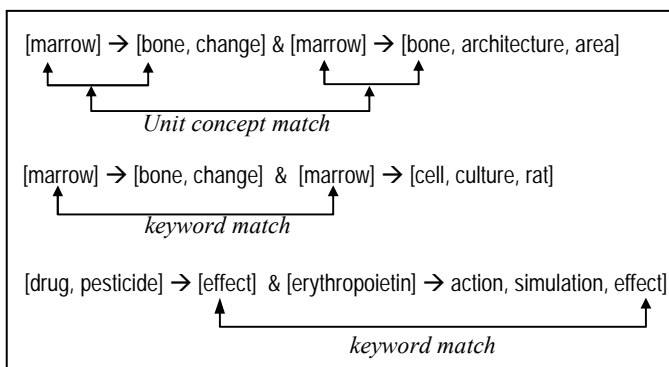 [marrow] → [bone, change] & [marrow] → [bone, architecture, area]
Unit concept match
[marrow] → [bone, change] & [marrow] → [cell, culture, rat]
keyword match
[drug, pesticide] → [effect] & [erythropoietin] → action, simulation, effect]
keyword match